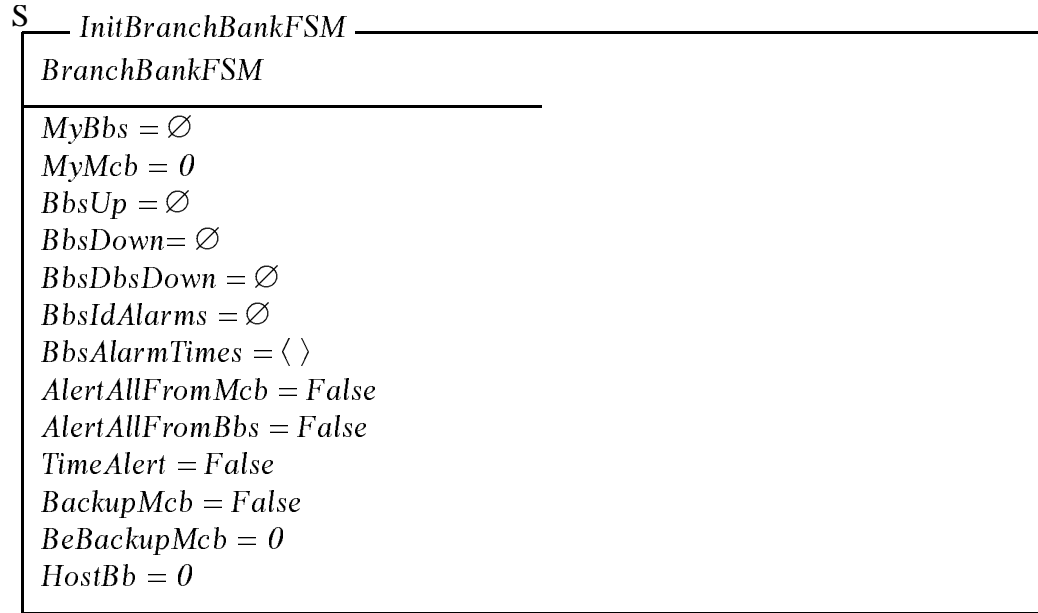 S
InitBranchBankFSM
BranchBankFSM
MyBbs = ∅
MyMcb = 0
BbsUp = ∅
BbsDown= ∅
BbsDbsDown = ∅
BbsIdAlarms = ∅
BbsAlarmTimes = ⟨ ⟩
AlertAllFromMcb = False
AlertAllFromBbs = False
TimeAlert = False
BackupMcb = False
BeBackupMcb = 0
HostBb = 0